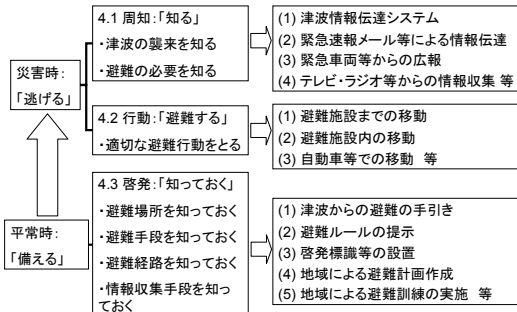 災害時:
「逃げる」
4.1 周知:「知る」
・津波の襲来を知る
・避難の必要を知る
(1) 津波情報伝達システム
(2) 緊急速報メール等による情報伝達
(3) 緊急車両等からの広報
(4) テレビ・ラジオ等からの情報収集 等
4.2 行動:「避難する」
・適切な避難行動をとる
(1) 避難施設までの移動
(2) 避難施設内の移動
(3) 自動車等での移動 等
平常時:
「備える」
4.3 啓発:「知っておく」
・避難場所を知っておく
・避難手段を知っておく
・避難経路を知っておく
・情報収集手段を知っ
ておく
(1) 津波からの避難の手引き
(2) 避難ルールの提示
(3) 啓発標識等の設置
(4) 地域による避難計画作成
(5) 地域による避難訓練の実施 等